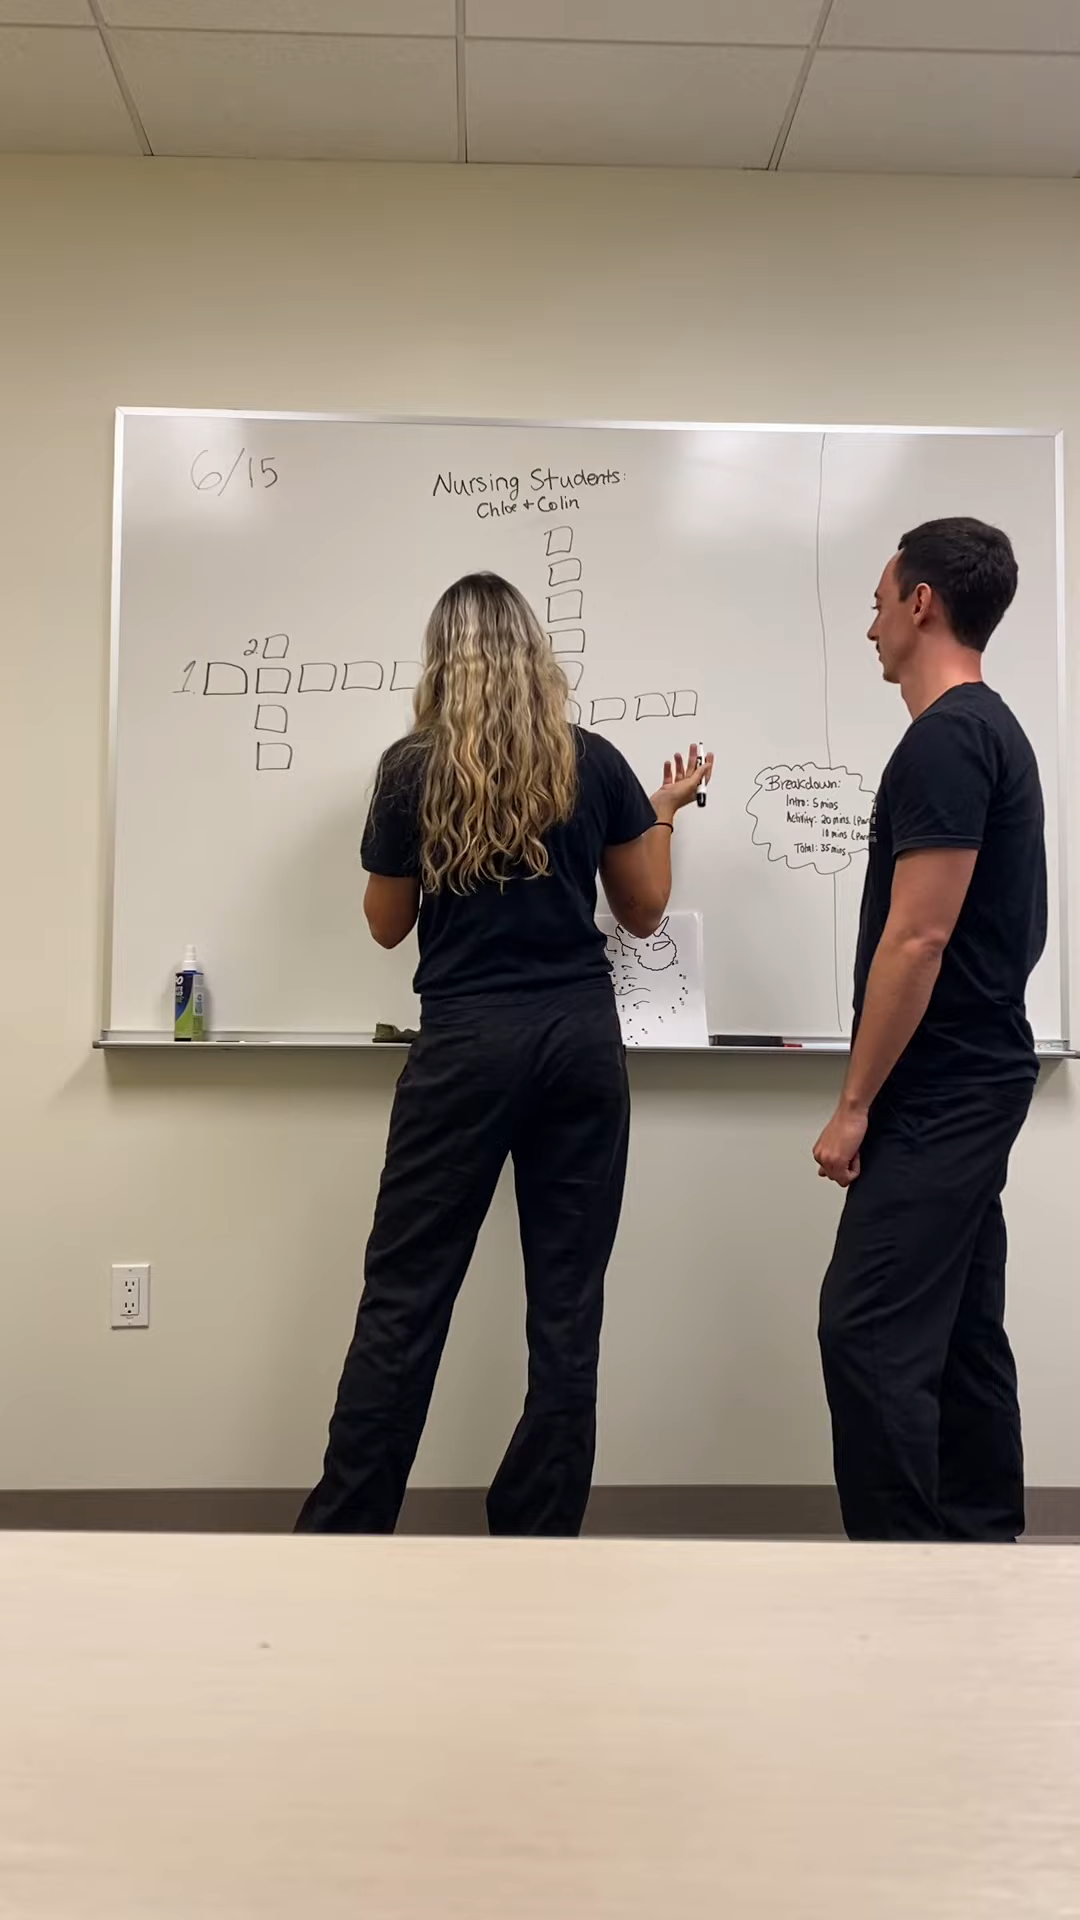 6/15
Nursing Students:
Chloe + Colin
2.
1.
Breakdown:
Intro: 5 mins
Activity: 20 mins.
10 mins
Total: 35 mins